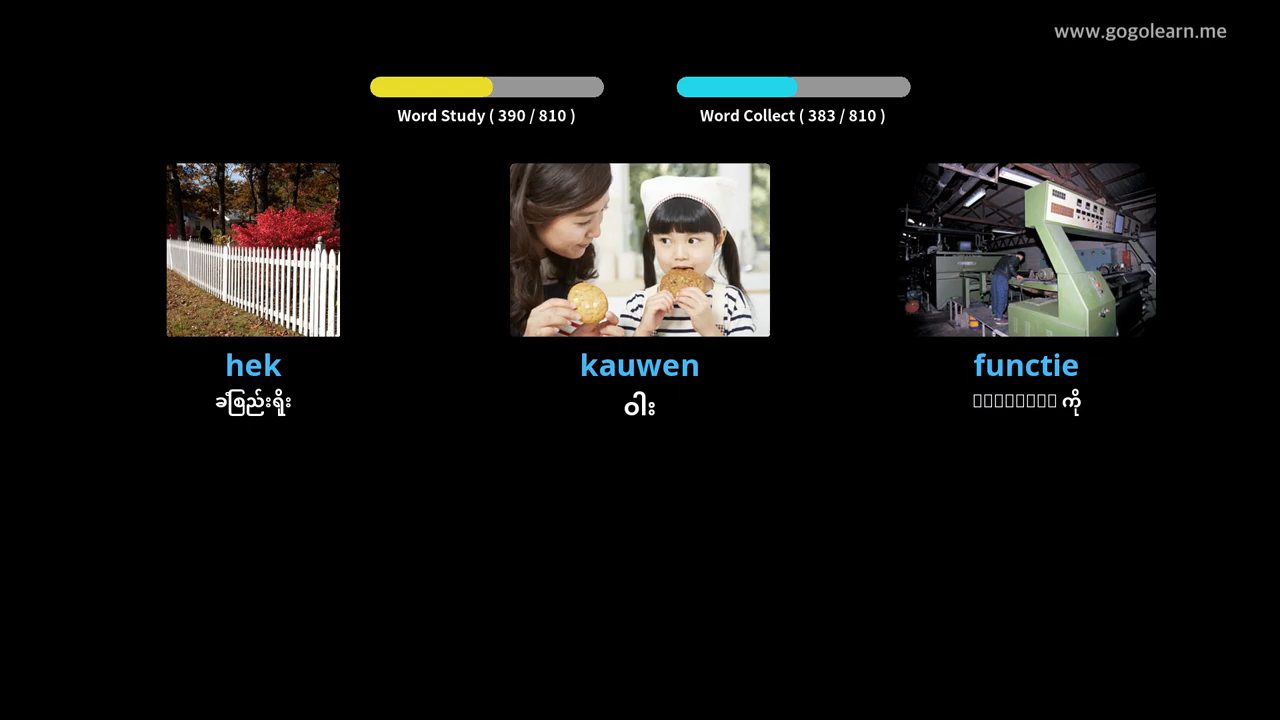 www.gogolearn.me
Word Study ( 390 / 810 )
Word Collect ( 383 / 810 )
hek
kauwen
functie
ခံစည်းရိုး
ဝါး
ကို